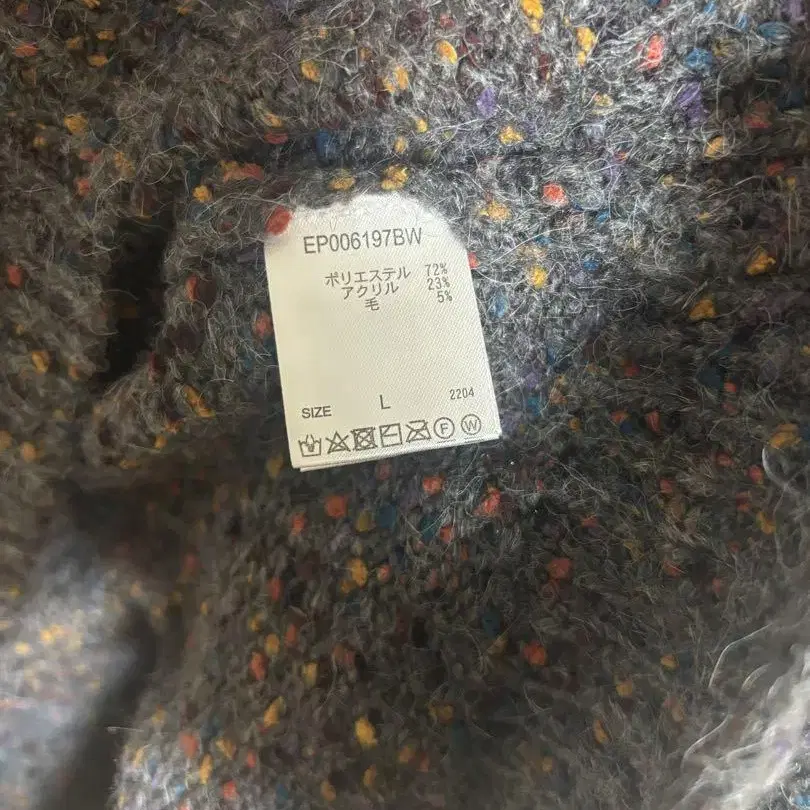 EP006197BW
ポリエステル 72%
アクリル 23%
毛 5%
SIZE L 2204
F W